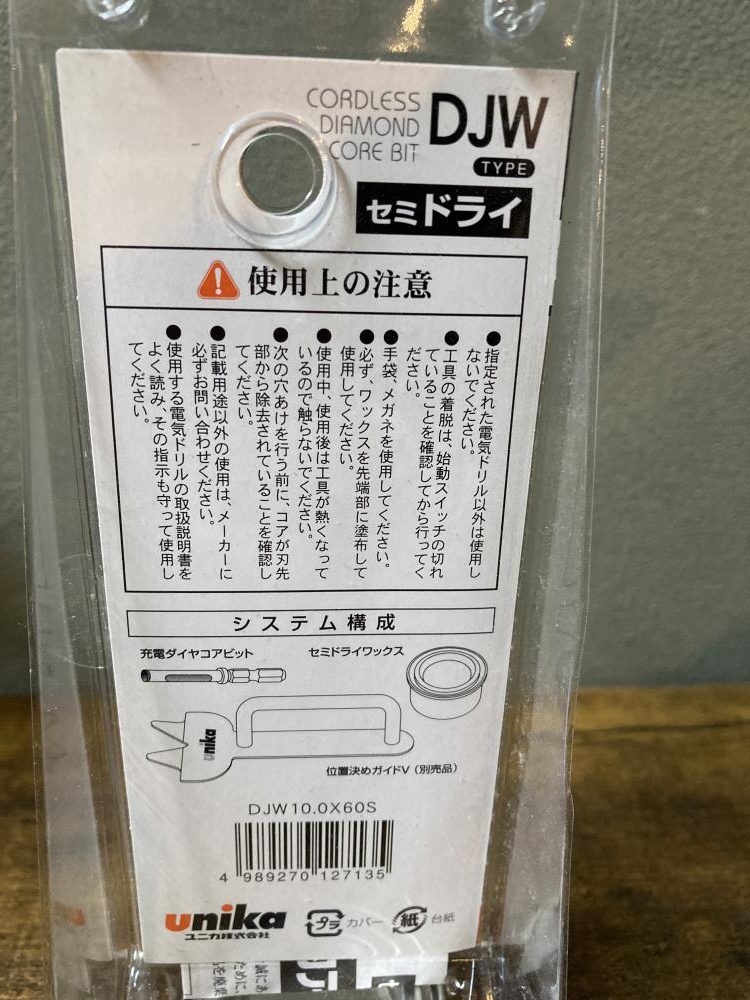 CORDLESS
DIAMOND
CORE BIT
DJW
TYPE
セミドライ
使用上の注意
●指定された電気ドリル以外は使用し
ないでください。
●工具の着脱は、始動スイッチの切れ
ていることを確認してから行ってく
ださい。
●手袋、メガネを使用してください。
●必ず、ワックスを先端部に塗布して
使用してください。
●使用中、使用後は工具が熱くなって
いるので触らないでください。
●次の穴あけを行う前に、コアが刃先
部から除去されていることを確認し
てください。
●記載用途以外の使用は、メーカーに
必ずお問い合わせください。
●使用する電気ドリルの取扱説明書を
よく読み、その指示も守って使用し
てください。
システム構成
充電ダイヤコアビット
セミドライワックス
unika
位置決めガイドV（別売品）
DJW10.0X60S
4 989270 127135
unika
ユニカ株式会社
プラ カバー
紙 台紙